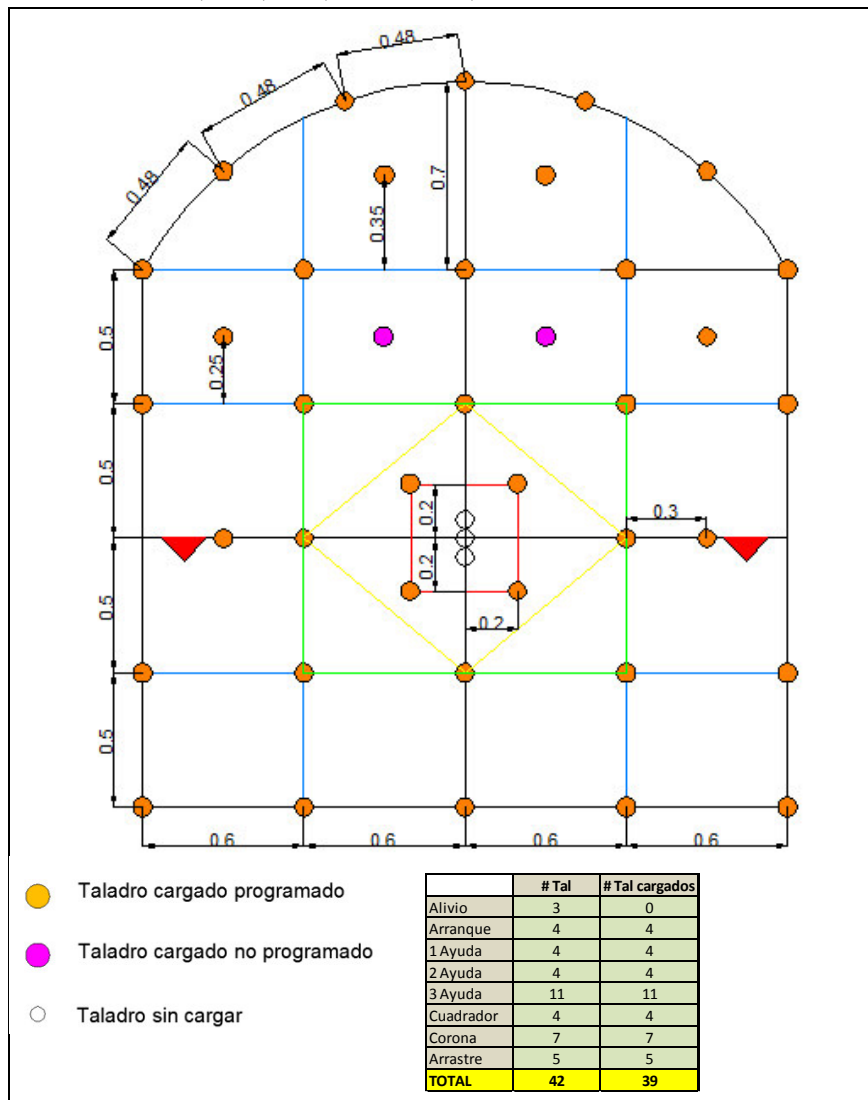 0.48
0.48
0.48
0.7
0.35
0.5
0.25
0.5
0.2
0.3
0.5
0.2
0.2
0.5
0.6
0.6
0.6
0.6
Taladro cargado programado
Taladro cargado no programado
Taladro sin cargar
# Tal # Tal cargados
Alivio 3 0
Arranque 4 4
1 Ayuda 4 4
2 Ayuda 4 4
3 Ayuda 11 11
Cuadrador 4 4
Corona 7 7
Arrastre 5 5
TOTAL 42 39